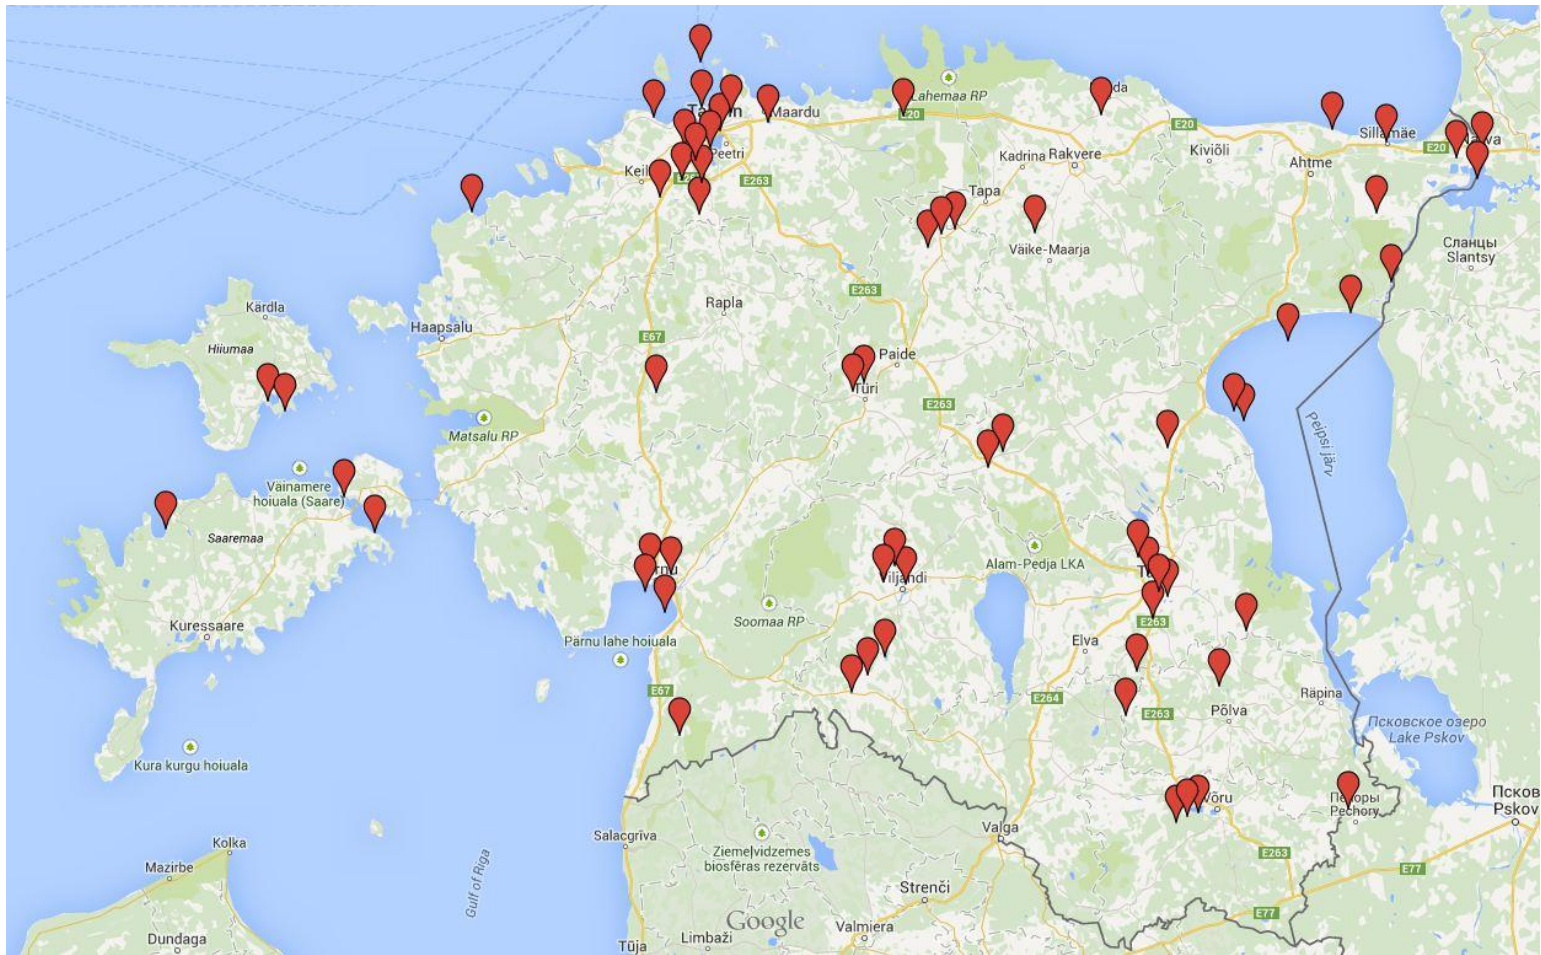 Lahemaa RP
Maardu
E20
Sillamäe
E20
E20
Peetri
Kadrina
Rakvere
Kiviõli
Ahtme
E263
Tapa
Väike-Maarja
Сланцы
Slantsy
E263
Kärdla
Rapla
Haapsalu
E67
Hiiumaa
Paide
Türi
E263
Matsalu RP
Peipsi järv
Väinamere
hoiuala (Saare)
Saaremaa
Alam-Pedja LKA
Viljandi
Soomaa RP
E263
Kuressaare
Pärnu lahe hoiuala
Elva
E67
E264
Räpina
Põlva
E263
Псковское озеро
Lake Pskov
Kura kurgu hoiuala
Võru
Pechory
Псков
Pskov
Salacgrīva
Valga
Kolka
Mazirbe
Ziemeļvidzemes
biosfēras rezervāts
E263
E77
Gulf of Riga
Strenči
Google
E77
Valmiera
Dundaga
Tūja
Limbaži